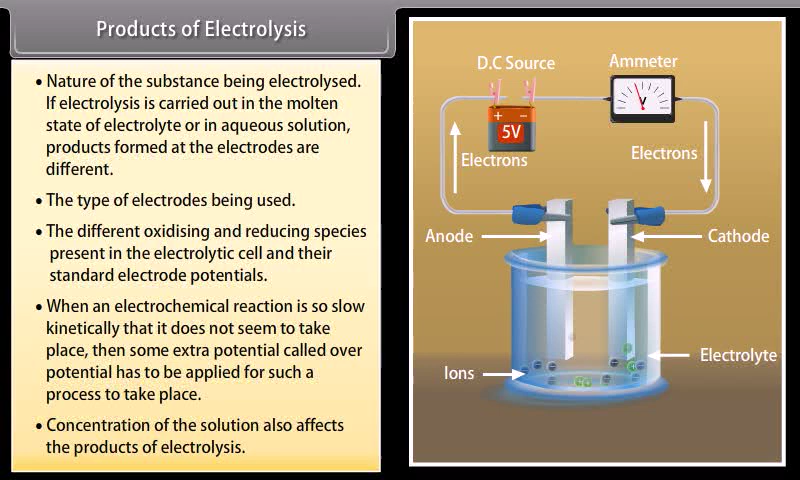 Products of Electrolysis
• Nature of the substance being electrolysed.
If electrolysis is carried out in the molten
state of electrolyte or in aqueous solution,
products formed at the electrodes are
different.
• The type of electrodes being used.
• The different oxidising and reducing species
present in the electrolytic cell and their
standard electrode potentials.
• When an electrochemical reaction is so slow
kinetically that it does not seem to take
place, then some extra potential called over
potential has to be applied for such a
process to take place.
• Concentration of the solution also affects
the products of electrolysis.
D.C Source
Ammeter
+ −
5V
V
Electrons
Electrons
Anode
Cathode
Electrolyte
Ions